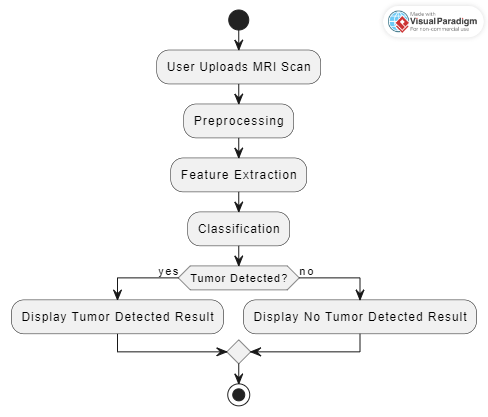 Made with
Visual Paradigm
For non-commercial use
User Uploads MRI Scan
Preprocessing
Feature Extraction
Classification
yes
Tumor Detected?
no
Display Tumor Detected Result
Display No Tumor Detected Result